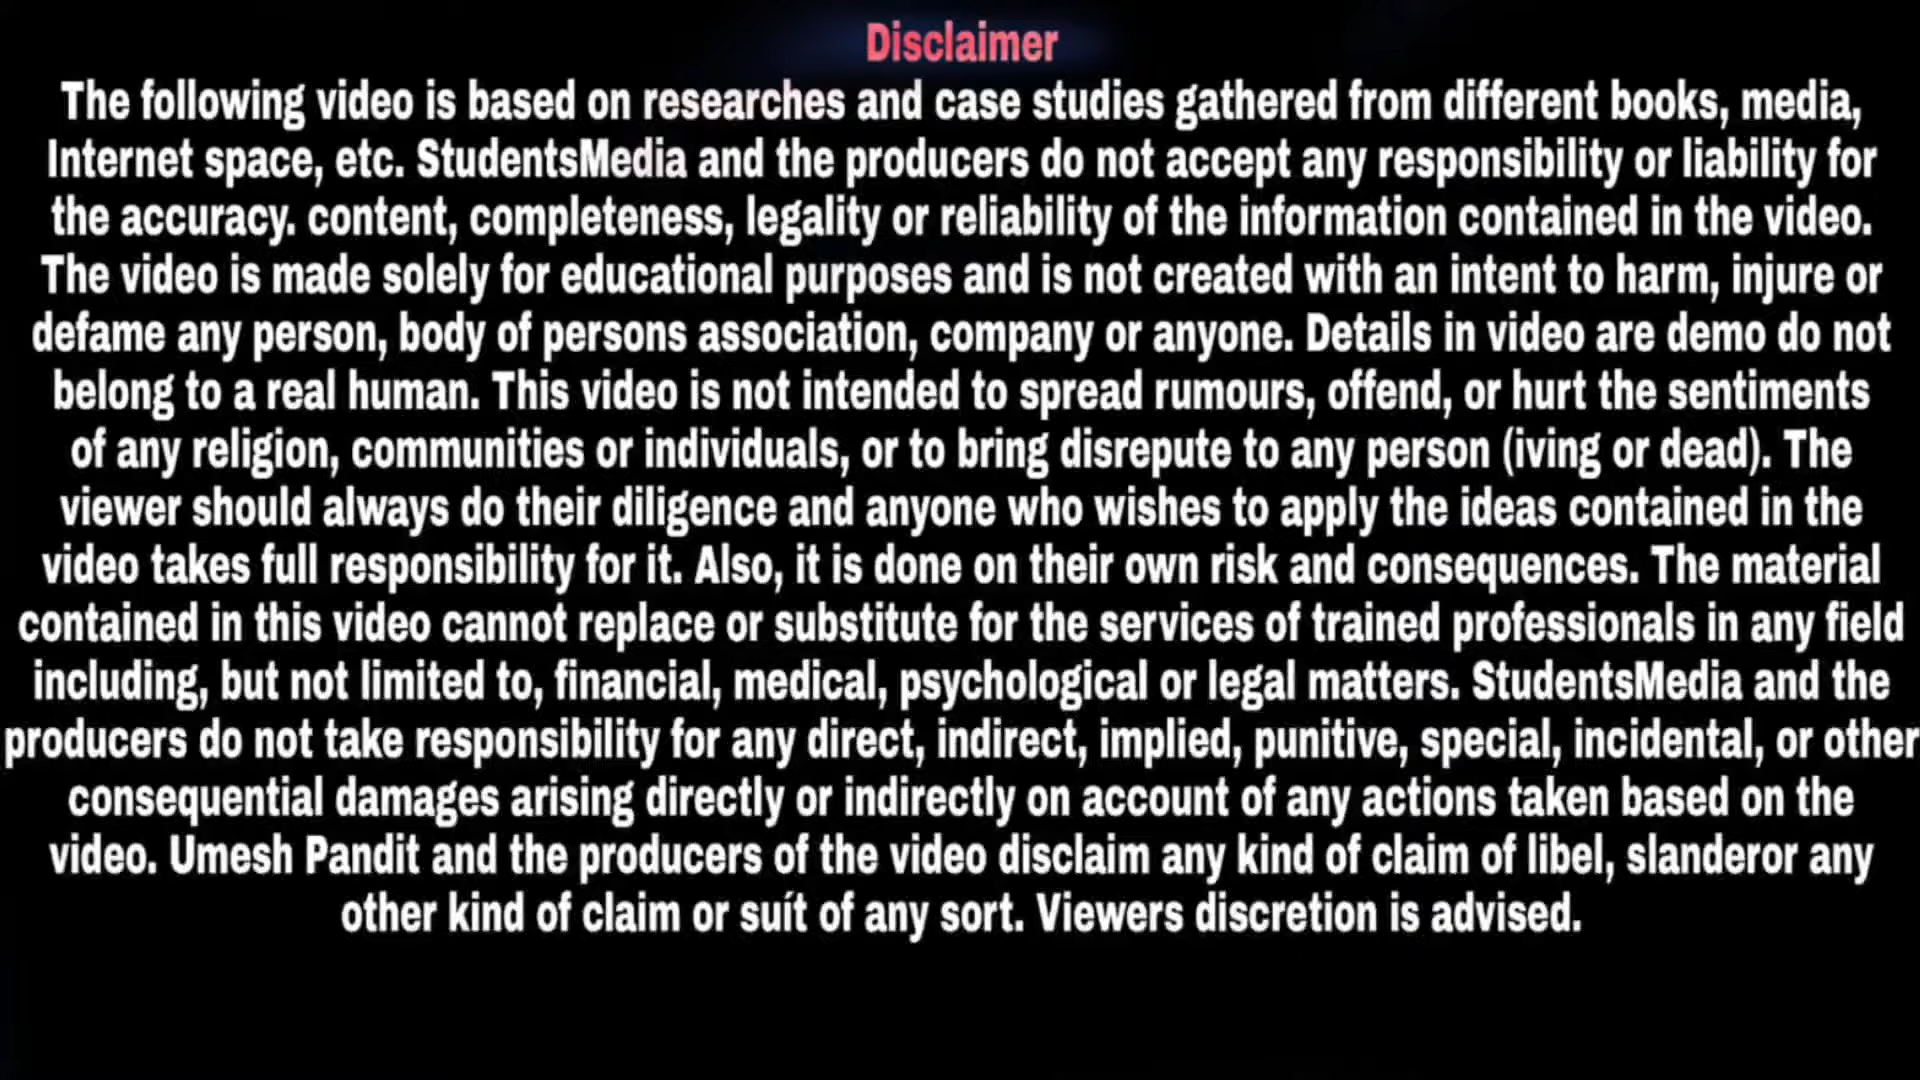 Disclaimer
The following video is based on researches and case studies gathered from different books, media,
Internet space, etc. StudentsMedia and the producers do not accept any responsibility or liability for
the accuracy. content, completeness, legality or reliability of the information contained in the video.
The video is made solely for educational purposes and is not created with an intent to harm, injure or
defame any person, body of persons association, company or anyone. Details in video are demo do not
belong to a real human. This video is not intended to spread rumours, offend, or hurt the sentiments
of any religion, communities or individuals, or to bring disrepute to any person (iving or dead). The
viewer should always do their diligence and anyone who wishes to apply the ideas contained in the
video takes full responsibility for it. Also, it is done on their own risk and consequences. The material
contained in this video cannot replace or substitute for the services of trained professionals in any field
including, but not limited to, financial, medical, psychological or legal matters. StudentsMedia and the
producers do not take responsibility for any direct, indirect, implied, punitive, special, incidental, or other
consequential damages arising directly or indirectly on account of any actions taken based on the
video. Umesh Pandit and the producers of the video disclaim any kind of claim of libel, slanderor any
other kind of claim or suít of any sort. Viewers discretion is advised.